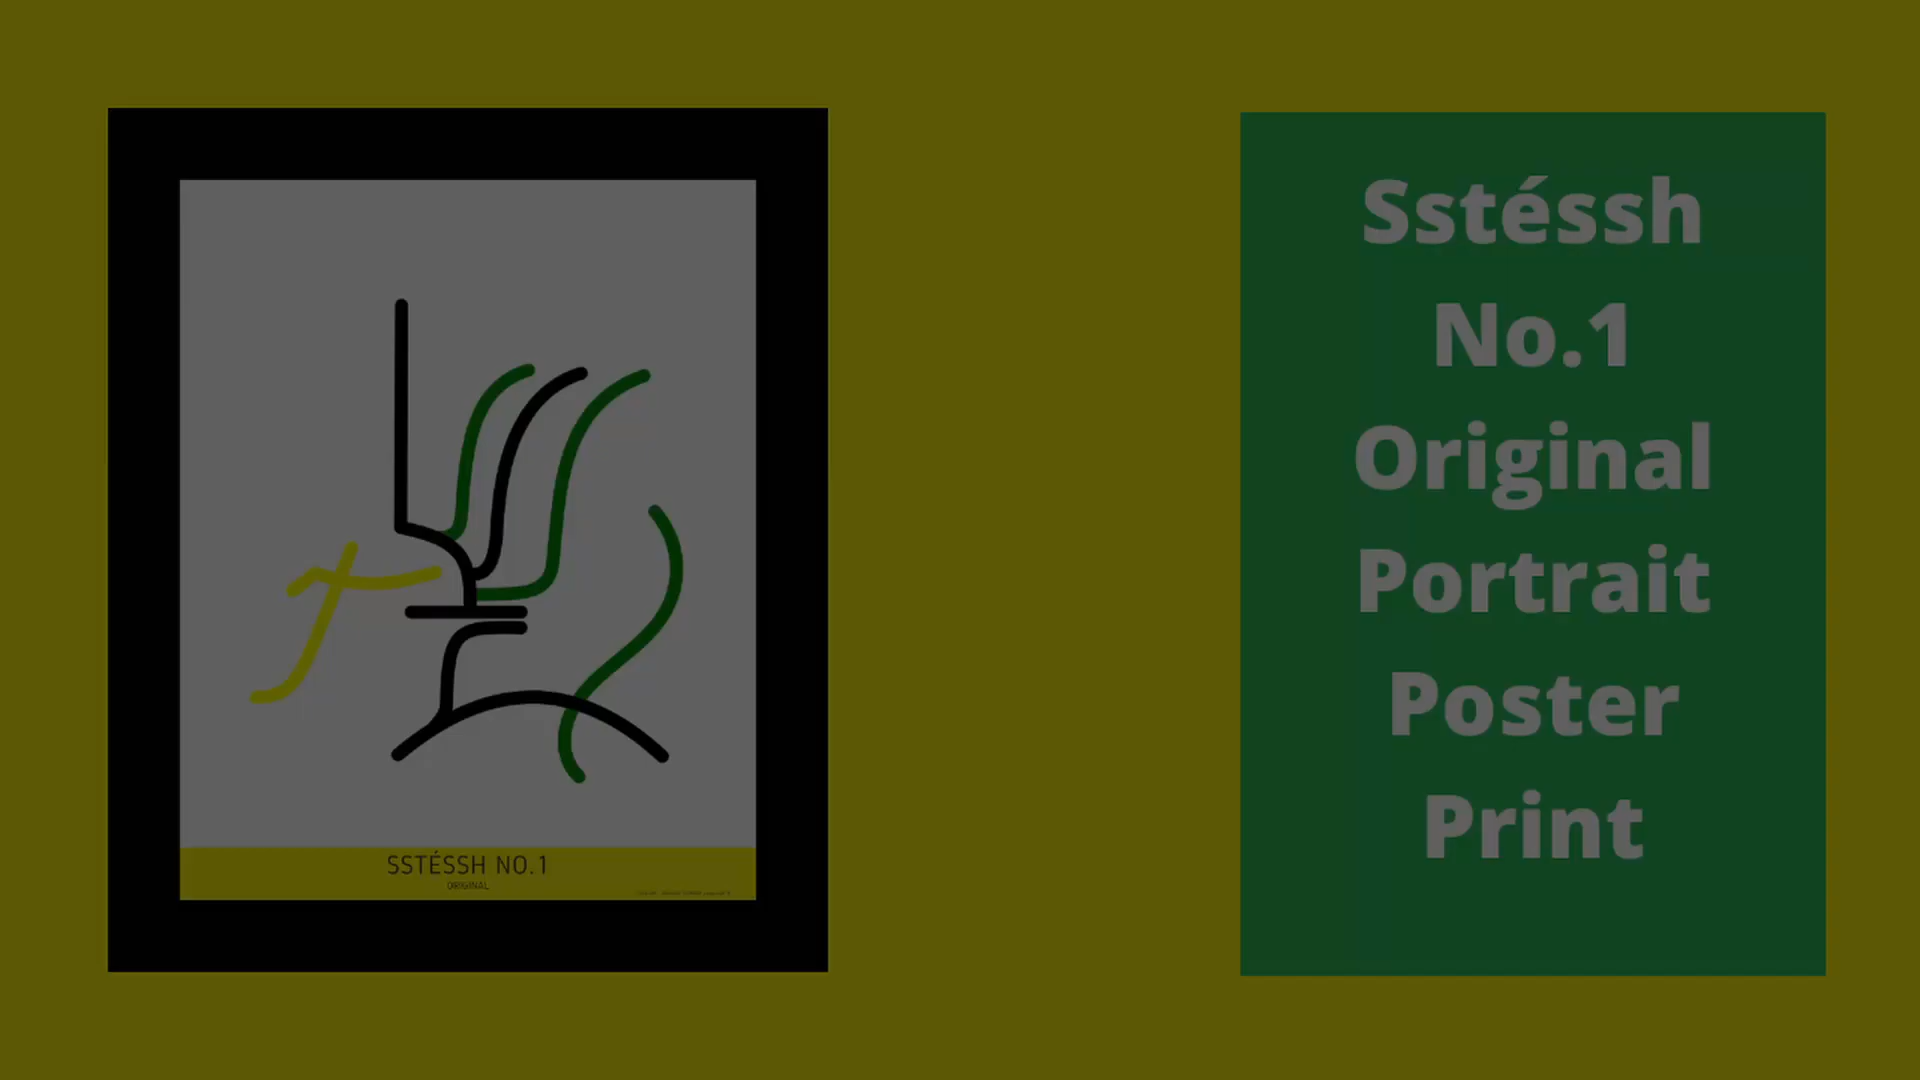 SSTÉSSH NO.1
ORIGINAL
Sstéssh
No.1
Original
Portrait
Poster
Print